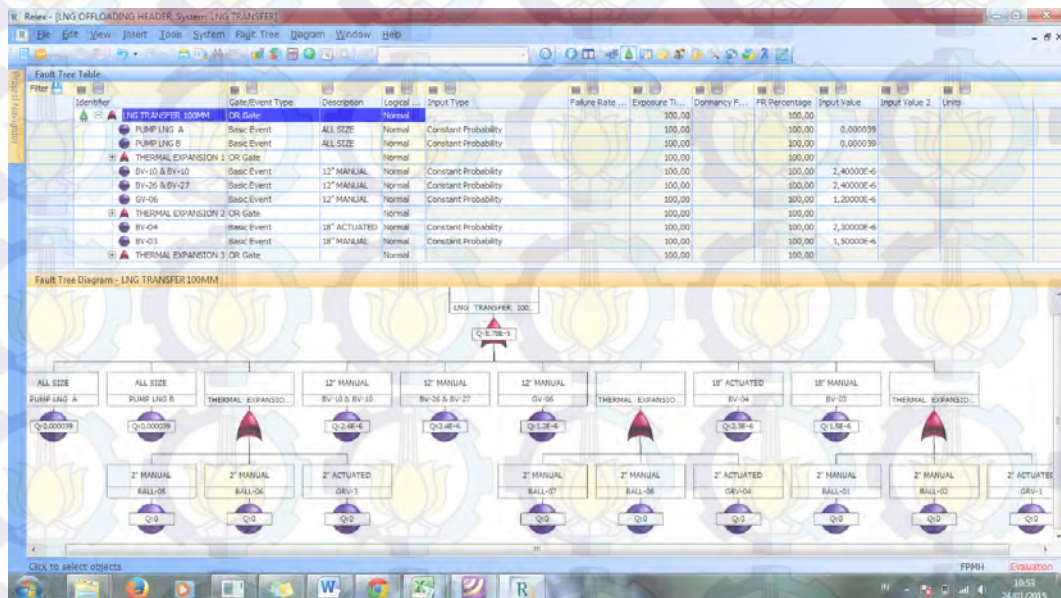 Relex - [LNG OFFLOADING HEADER, System: LNG TRANSFER]
File Edit View Insert Tools System Fault Tree Diagram Window Help
Project Navigator
Fault Tree Table
Filter
Identifier Gate/Event Type Description Logical ... Input Type Failure Rate ... Exposure Ti... Dormancy F... FR Percentage Input Value Input Value 2 Units
LNG TRANSFER 100MM OR Gate Normal 100,00 100,00
PUMP LNG A Basic Event ALL SIZE Normal Constant Probability 100,00 100,00 0,000039
PUMP LNG B Basic Event ALL SIZE Normal Constant Probability 100,00 100,00 0,000039
THERMAL EXPANSION 1 OR Gate Normal 100,00 100,00
BV-10 & BV-10 Basic Event 12" MANUAL Normal Constant Probability 100,00 100,00 2,40000E-6
BV-26 & BV-27 Basic Event 12" MANUAL Normal Constant Probability 100,00 100,00 2,40000E-6
GV-06 Basic Event 12" MANUAL Normal Constant Probability 100,00 100,00 1,20000E-6
THERMAL EXPANSION 2 OR Gate Normal 100,00 100,00
BV-04 Basic Event 18" ACTUATED Normal Constant Probability 100,00 100,00 2,30000E-6
BV-03 Basic Event 18" MANUAL Normal Constant Probability 100,00 100,00 1,50000E-6
THERMAL EXPANSION 3 OR Gate Normal 100,00 100,00
Fault Tree Diagram - LNG TRANSFER 100MM
LNG TRANSFER 100...
Q:8,78E-5
ALL SIZE ALL SIZE 12" MANUAL 12" MANUAL 12" MANUAL 18" ACTUATED 18" MANUAL
PUMP LNG A PUMP LNG B THERMAL EXPANSIO... BV-10 & BV-10 BV-26 & BV-27 GV-06 THERMAL EXPANSIO... BV-04 BV-03 THERMAL EXPANSIO...
Q:0,000039 Q:0,000039 Q:2,4E-6 Q:2,4E-6 Q:1,2E-6 Q:2,3E-6 Q:1,5E-6
2" MANUAL 2" MANUAL 2" ACTUATED 2" MANUAL 2" MANUAL 2" ACTUATED 2" MANUAL 2" MANUAL 2" ACTUATE
BALL-05 BALL-06 GRV-3 BALL-07 BALL-08 GRV-04 BALL-01 BALL-02 GRV-1
Q:0 Q:0 Q:0 Q:0 Q:0 Q:0 Q:0 Q:0 Q:0
Click to select objects FPMH Evaluation
IN 10:53
24/01/2015